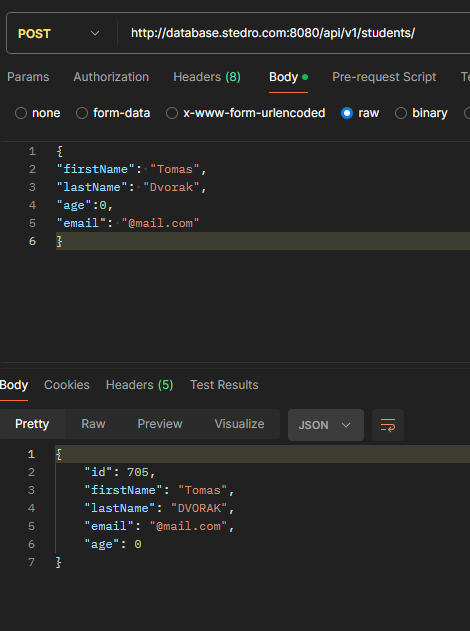 POST http://database.stedro.com:8080/api/v1/students/
Params Authorization Headers (8) Body Pre-request Script Te
none form-data x-www-form-urlencoded raw binary
1 {
2 "firstName": "Tomas",
3 "lastName": "Dvorak",
4 "age":0,
5 "email": "@mail.com"
6 }
Body Cookies Headers (5) Test Results
Pretty Raw Preview Visualize JSON
1 {
2 "id": 705,
3 "firstName": "Tomas",
4 "lastName": "DVORAK",
5 "email": "@mail.com",
6 "age": 0
7 }